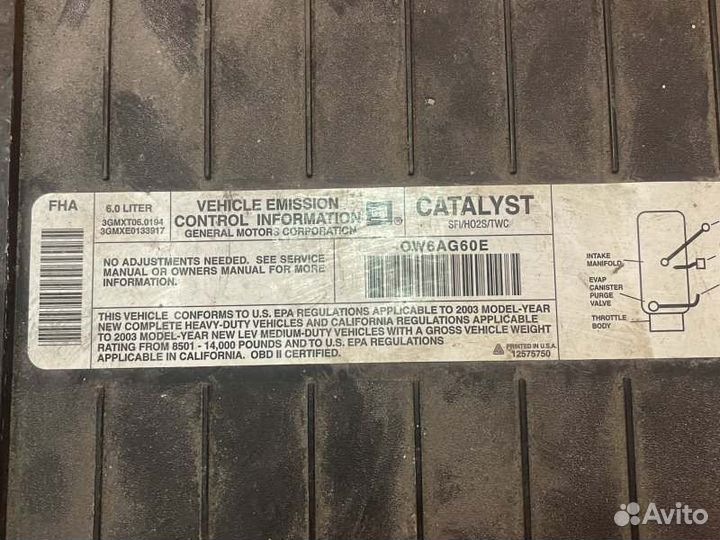 FHA
6.0 LITER
3GMXT06.0194
3GMXE0133917
VEHICLE EMISSION
CONTROL INFORMATION
GENERAL MOTORS CORPORATION
CATALYST
SFI/HO2S/TWC
OW6AG60E
NO ADJUSTMENTS NEEDED. SEE SERVICE
MANUAL OR OWNERS MANUAL FOR MORE
INFORMATION.
THIS VEHICLE CONFORMS TO U.S. EPA REGULATIONS APPLICABLE TO 2003 MODEL-YEAR
NEW COMPLETE HEAVY-DUTY VEHICLES AND CALIFORNIA REGULATIONS APPLICABLE
TO 2003 MODEL-YEAR NEW LEV MEDIUM-DUTY VEHICLES WITH A GROSS VEHICLE WEIGHT
RATING FROM 8501 - 14,000 POUNDS AND TO U.S. EPA REGULATIONS
APPLICABLE IN CALIFORNIA. OBD II CERTIFIED.
PRINTED IN U.S.A.
12575750
INTAKE
MANIFOLD
EVAP
CANISTER
PURGE
VALVE
THROTTLE
BODY
Avito